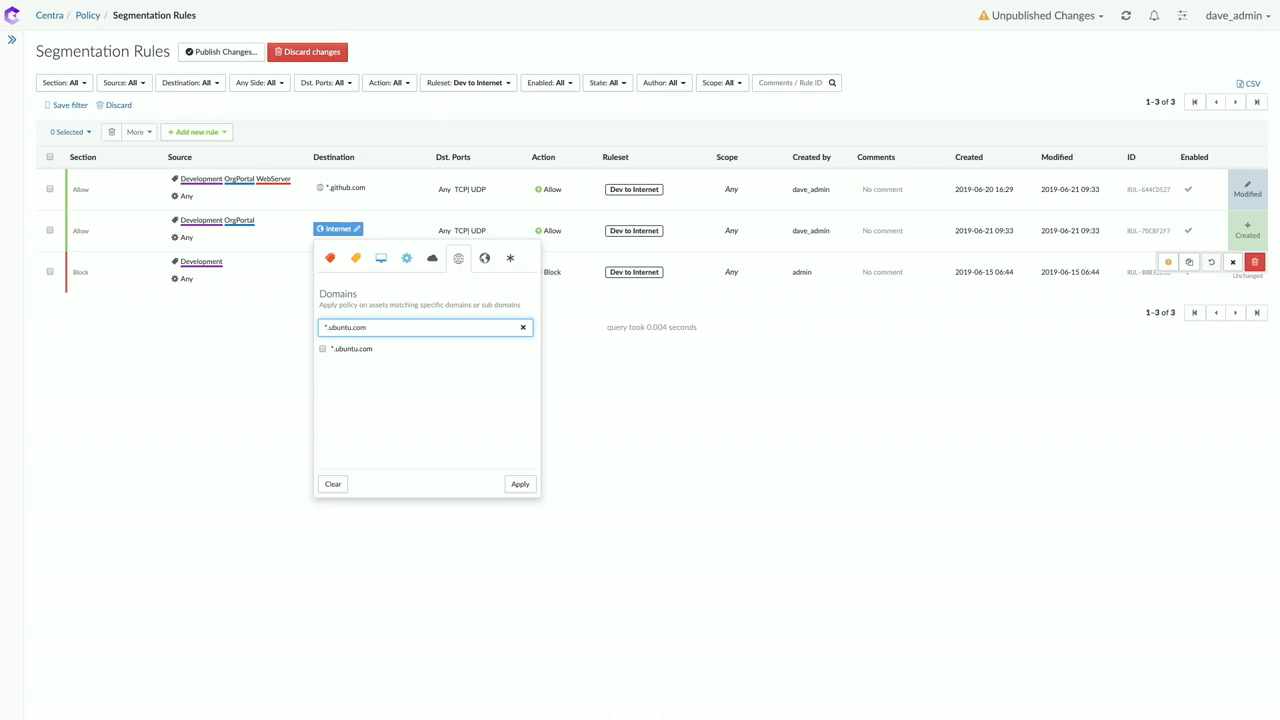 Centra / Policy / Segmentation Rules
Unpublished Changes
dave_admin
Segmentation Rules
Publish Changes...
Discard changes
Section: All
Source: All
Destination: All
Any Side: All
Dst. Ports: All
Action: All
Ruleset: Dev to Internet
Enabled: All
State: All
Author: All
Scope: All
Comments / Rule ID
CSV
Save filter
Discard
1–3 of 3
0 Selected
More
+ Add new rule
Section Source Destination Dst. Ports Action Ruleset Scope Created by Comments Created Modified ID Enabled
Allow
Development OrgPortal WebServer
Any
*.github.com
Any TCP| UDP
Allow
Dev to Internet
Any
dave_admin
No comment
2019-06-20 16:29
2019-06-21 09:33
RUL-644CD527
Modified
Allow
Development OrgPortal
Any
Internet
Any TCP| UDP
Allow
Dev to Internet
Any
dave_admin
No comment
2019-06-21 09:33
2019-06-21 09:33
RUL-7DCBF2F7
Created
Block
Development
Any
Block
Dev to Internet
Any
admin
No comment
2019-06-15 06:44
2019-06-15 06:44
Unchanged
Domains
Apply policy on assets matching specific domains or sub domains
*.ubuntu.com
*.ubuntu.com
Clear
Apply
1–3 of 3
query took 0.004 seconds